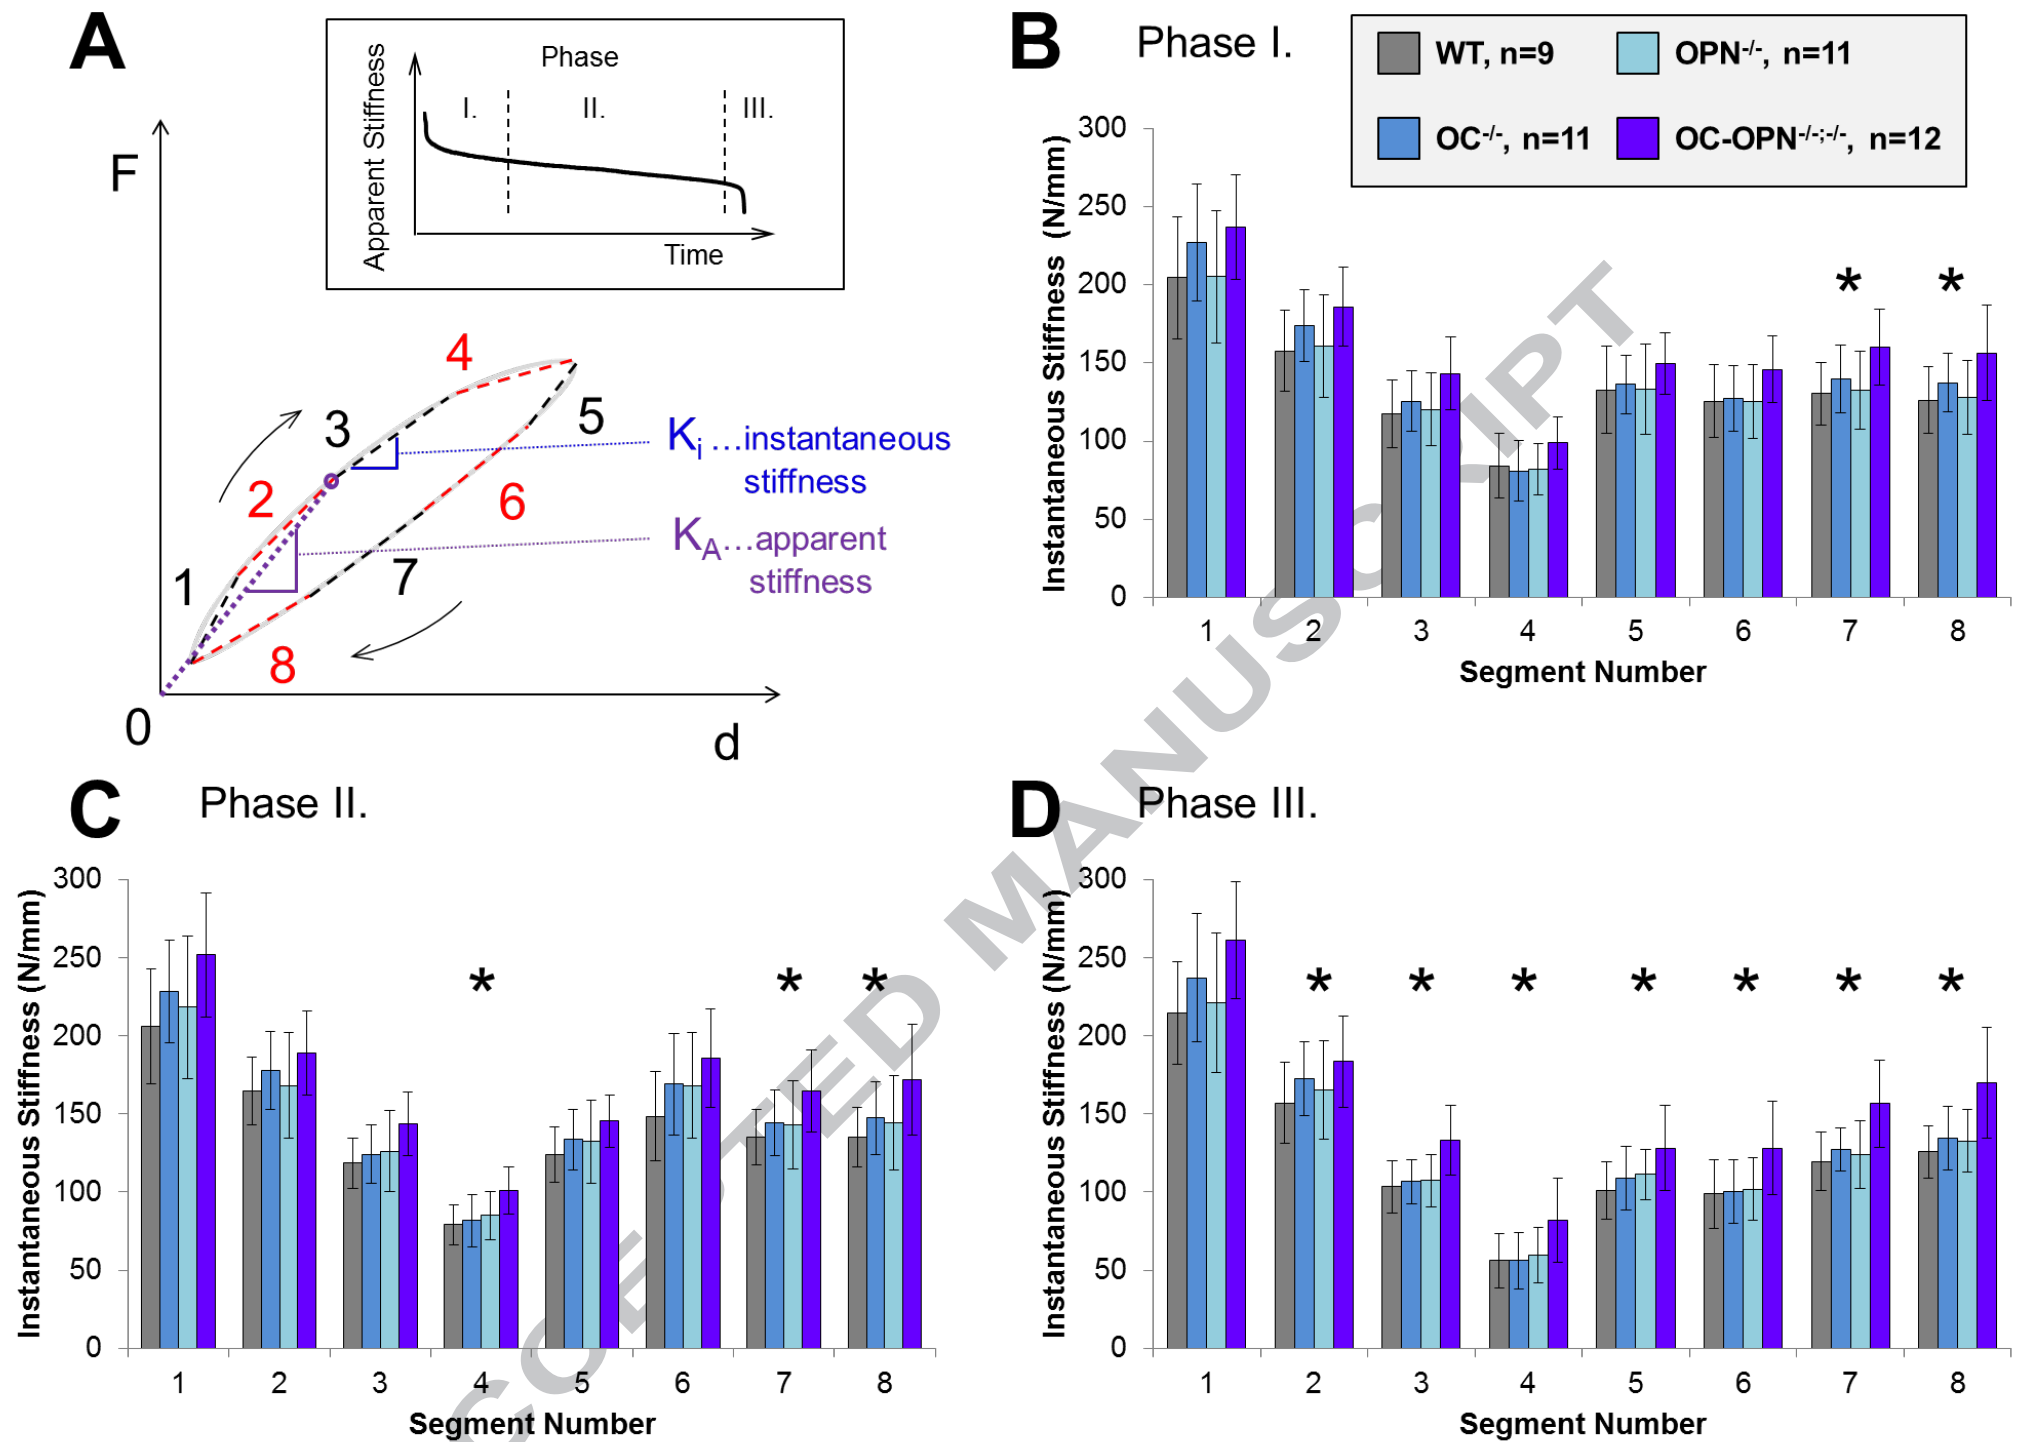 A
Phase
I. II. III.
Apparent Stiffness
Time
F
1
2
3
4
5
6
7
8
Ki ...instantaneous
stiffness
KA...apparent
stiffness
0
d
B Phase I.
WT, n=9
OPN-/-, n=11
OC-/-, n=11
OC-OPN-/-;-/-, n=12
Instantaneous Stiffness (N/mm)
300
250
200
150
100
50
0
* *
1 2 3 4 5 6 7 8
Segment Number
C Phase II.
Instantaneous Stiffness (N/mm)
300
250
200
150
100
50
0
* * *
1 2 3 4 5 6 7 8
Segment Number
D Phase III.
Instantaneous Stiffness (N/mm)
300
250
200
150
100
50
0
* * * * * * *
1 2 3 4 5 6 7 8
Segment Number
MANUSCRIPT